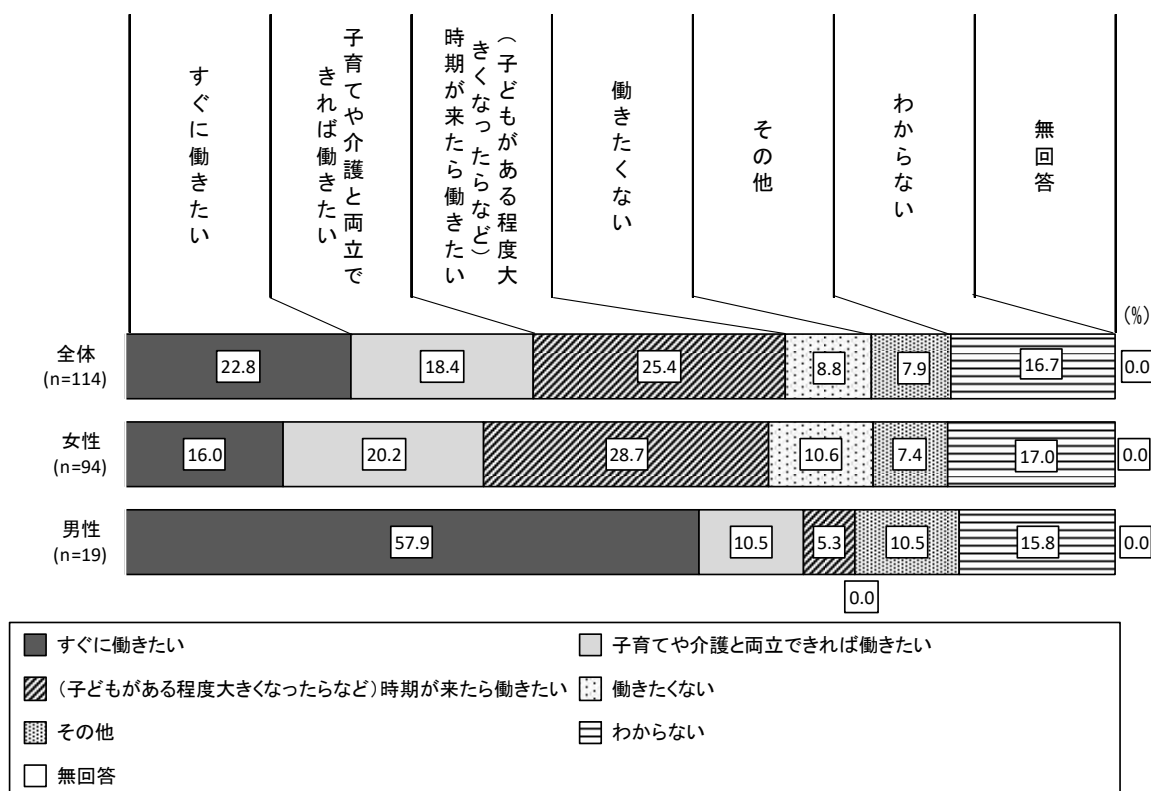 すぐに働きたい
子育てや介護と両立で
きれば働きたい
（子どもがある程度大
きくなったらなど）
時期が来たら働きたい
働きたくない
その他
わからない
無回答
(%)
全体
(n=114)
22.8
18.4
25.4
8.8
7.9
16.7
0.0
女性
(n=94)
16.0
20.2
28.7
10.6
7.4
17.0
0.0
男性
(n=19)
57.9
10.5
5.3
10.5
15.8
0.0
0.0
すぐに働きたい
子育てや介護と両立できれば働きたい
（子どもがある程度大きくなったらなど）時期が来たら働きたい
働きたくない
その他
わからない
無回答